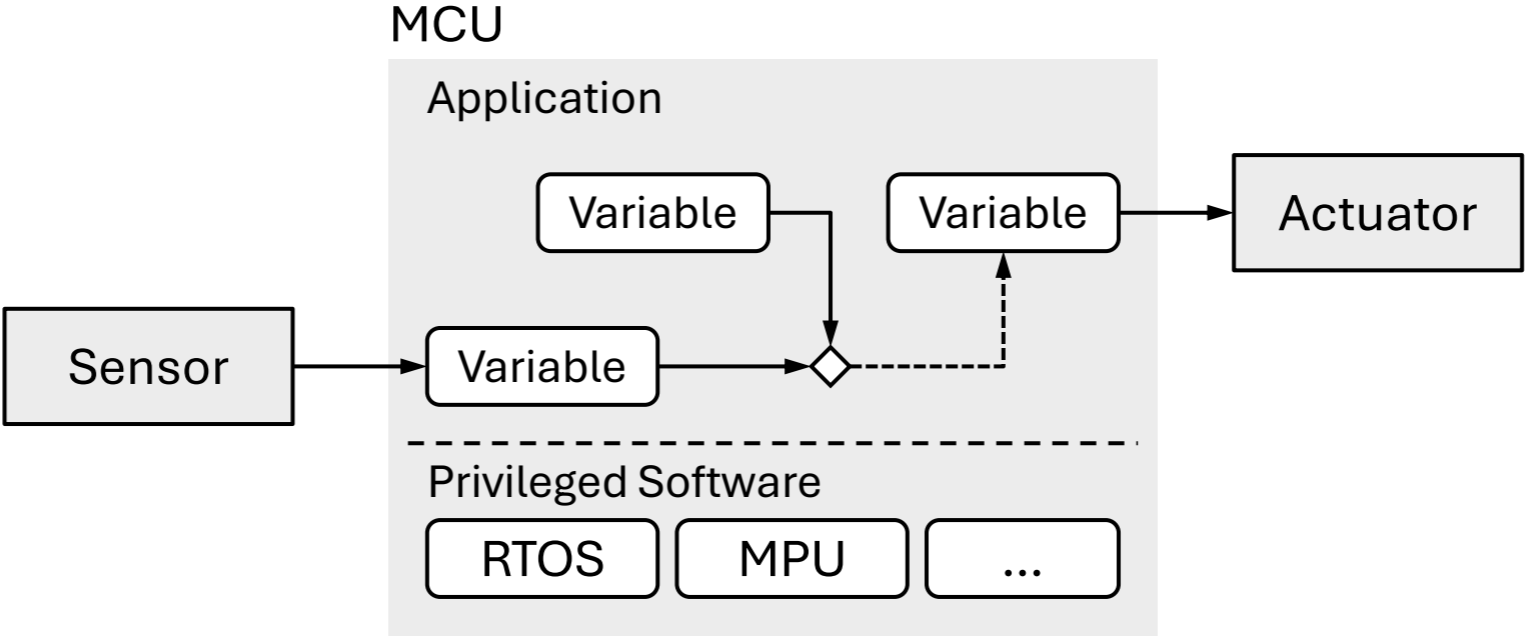 MCU
Application
Variable
Variable
Actuator
Sensor
Variable
Privileged Software
RTOS
MPU
...